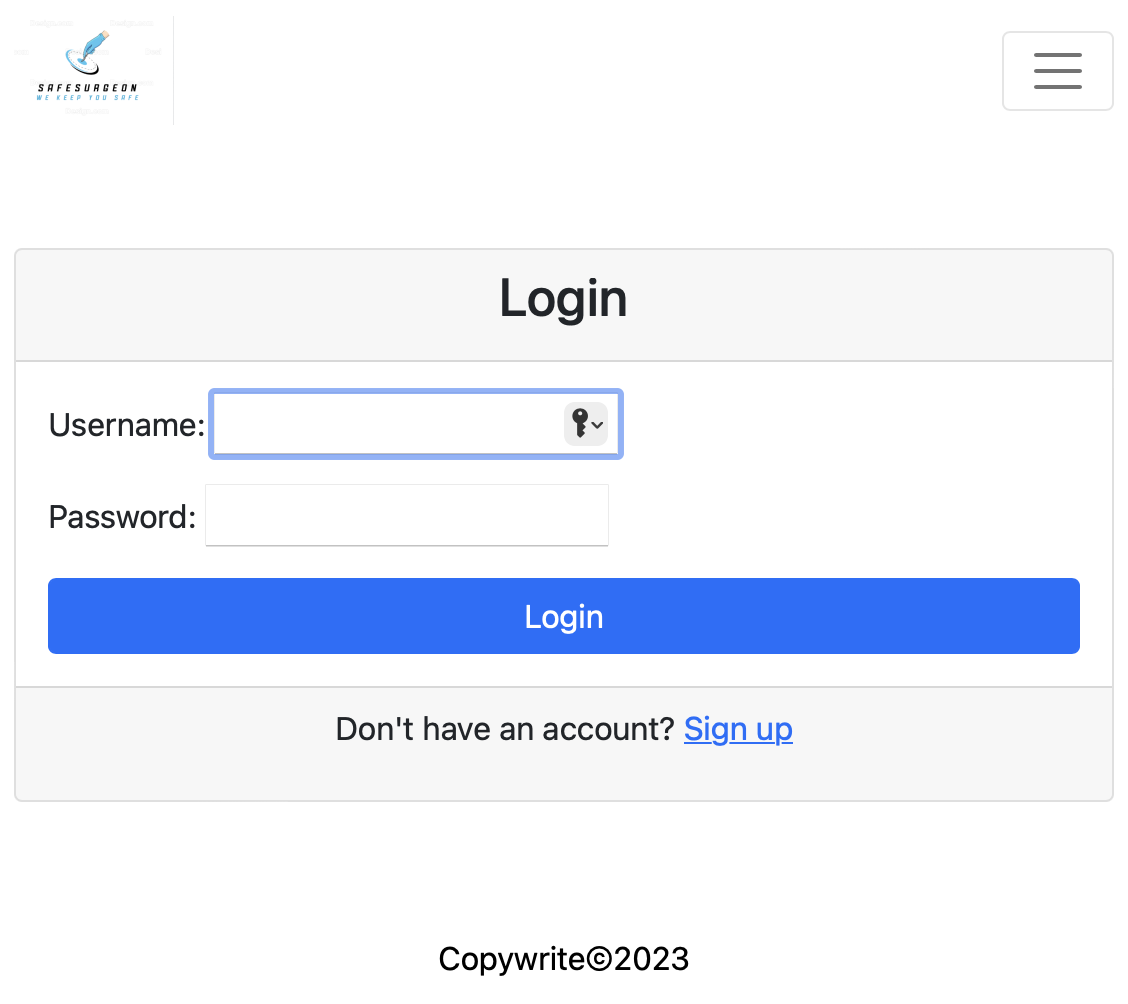 SAFESURGEON
WE KEEP YOU SAFE
Login
Username:
Password:
Login
Don't have an account? Sign up
Copywrite©2023